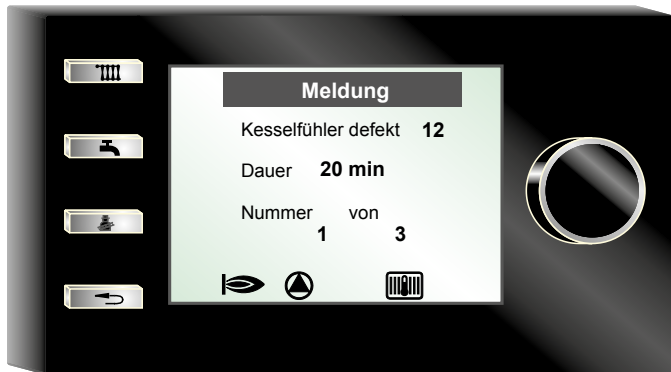 Meldung
Kesselfühler defekt 12
Dauer 20 min
Nummer von
1 3